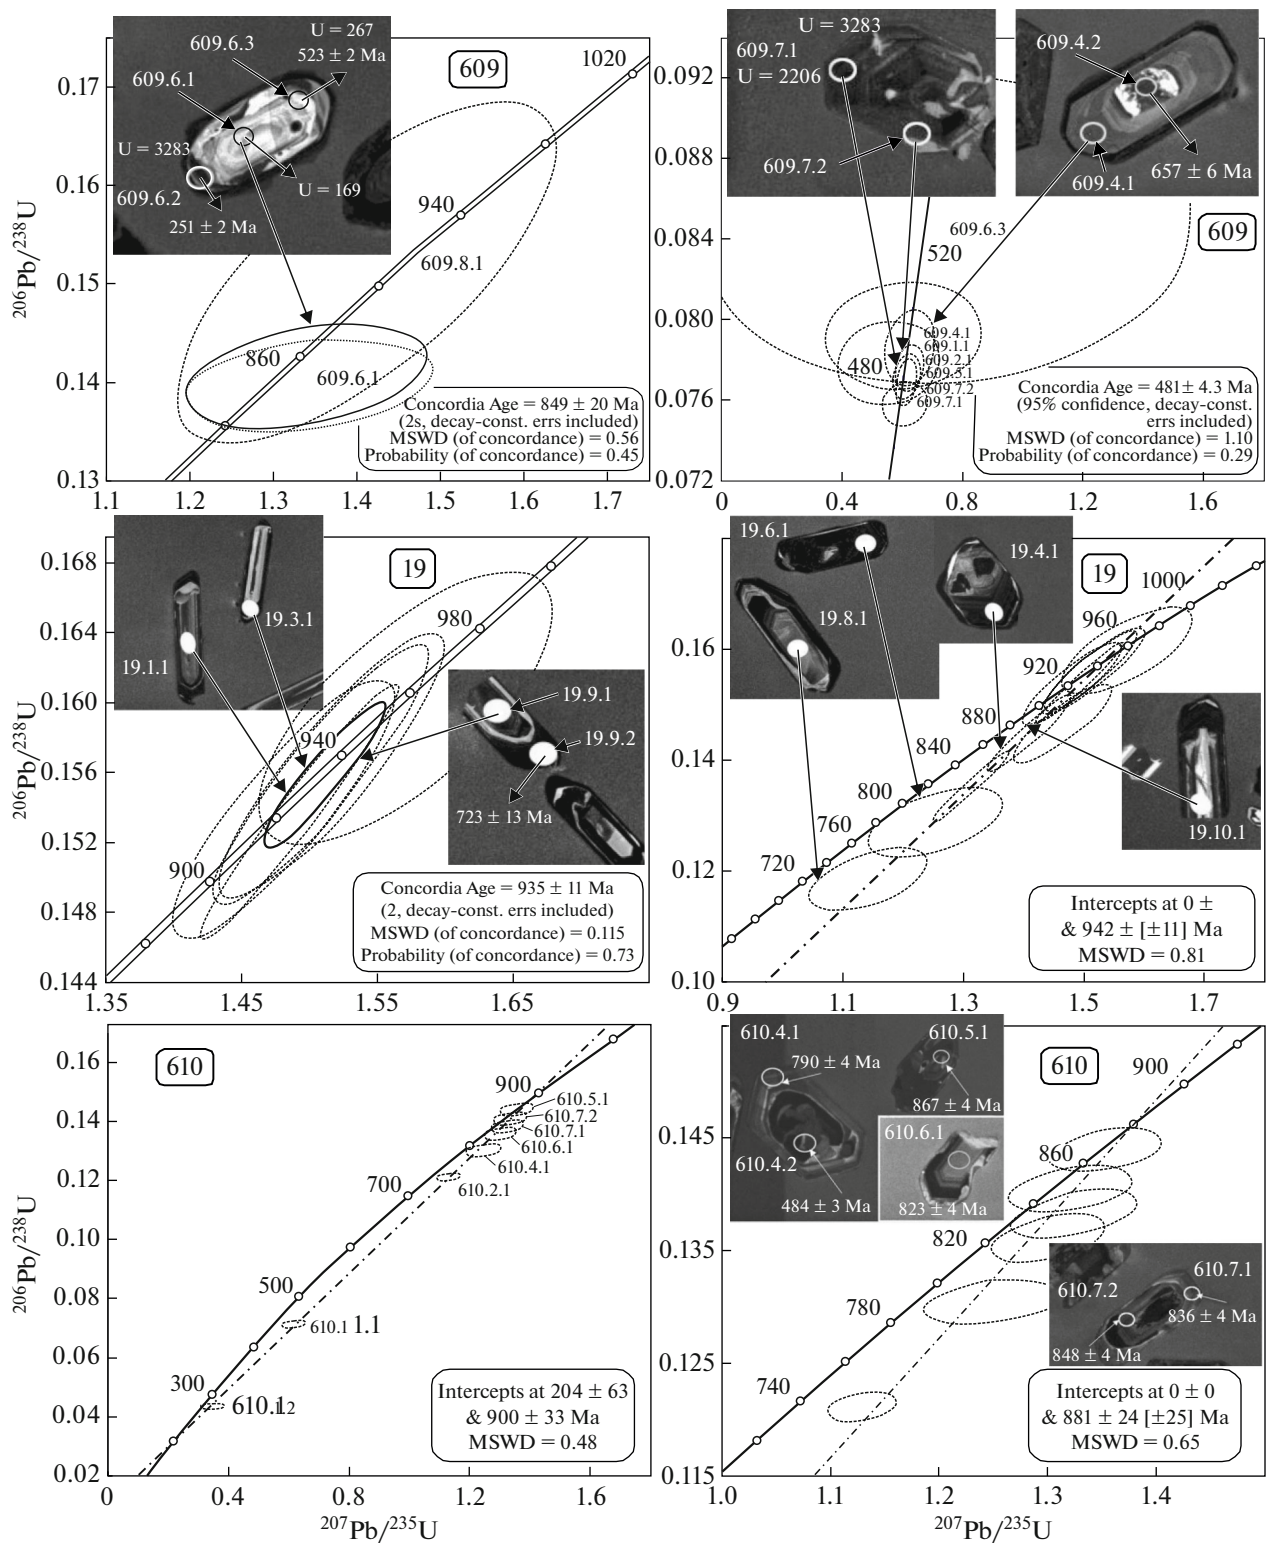 609
U = 267
609.6.3
523 ± 2 Ma
609.6.1
U = 3283
U = 169
609.6.2
251 ± 2 Ma
1020
940
609.8.1
860
609.6.1
Concordia Age = 849 ± 20 Ma
(2s, decay-const. errs included)
MSWD (of concordance) = 0.56
Probability (of concordance) = 0.45
0.17
0.16
0.15
0.14
0.13
206Pb/238U
1.1 1.2 1.3 1.4 1.5 1.6 1.7
U = 3283
609.7.1
U = 2206
609.7.2
609.4.2
657 ± 6 Ma
609.4.1
609
609.6.3
520
480
609.4.1
609.1.1
609.2.1
609.3.1
609.7.2
609.7.1
Concordia Age = 481± 4.3 Ma
(95% confidence, decay-const.
errs included)
MSWD (of concordance) = 1.10
Probability (of concordance) = 0.29
0.092
0.088
0.084
0.080
0.076
0.072
0 0.4 0.8 1.2 1.6
19
19.3.1
19.1.1
980
940
900
19.9.1
19.9.2
723 ± 13 Ma
Concordia Age = 935 ± 11 Ma
(2, decay-const. errs included)
MSWD (of concordance) = 0.115
Probability (of concordance) = 0.73
0.168
0.164
0.160
0.156
0.152
0.148
0.144
206Pb/238U
1.35 1.45 1.55 1.65
19.6.1
19.4.1
19.8.1
19
1000
960
920
880
840
800
760
720
19.10.1
Intercepts at 0 ±
& 942 ± [±11] Ma
MSWD = 0.81
0.16
0.14
0.12
0.10
0.9 1.1 1.3 1.5 1.7
610
900
700
500
300
610.5.1
610.7.2
610.7.1
610.6.1
610.4.1
610.2.1
610.1 1.1
610.1.2
Intercepts at 204 ± 63
& 900 ± 33 Ma
MSWD = 0.48
0.16
0.14
0.12
0.10
0.08
0.06
0.04
0.02
206Pb/238U
0 0.4 0.8 1.2 1.6
207Pb/235U
610.4.1
610.5.1
790 ± 4 Ma
867 ± 4 Ma
610.6.1
610.4.2
484 ± 3 Ma
823 ± 4 Ma
610
900
860
820
780
740
610.7.1
610.7.2
836 ± 4 Ma
848 ± 4 Ma
Intercepts at 0 ± 0
& 881 ± 24 [±25] Ma
MSWD = 0.65
0.145
0.135
0.125
0.115
1.0 1.1 1.2 1.3 1.4
207Pb/235U